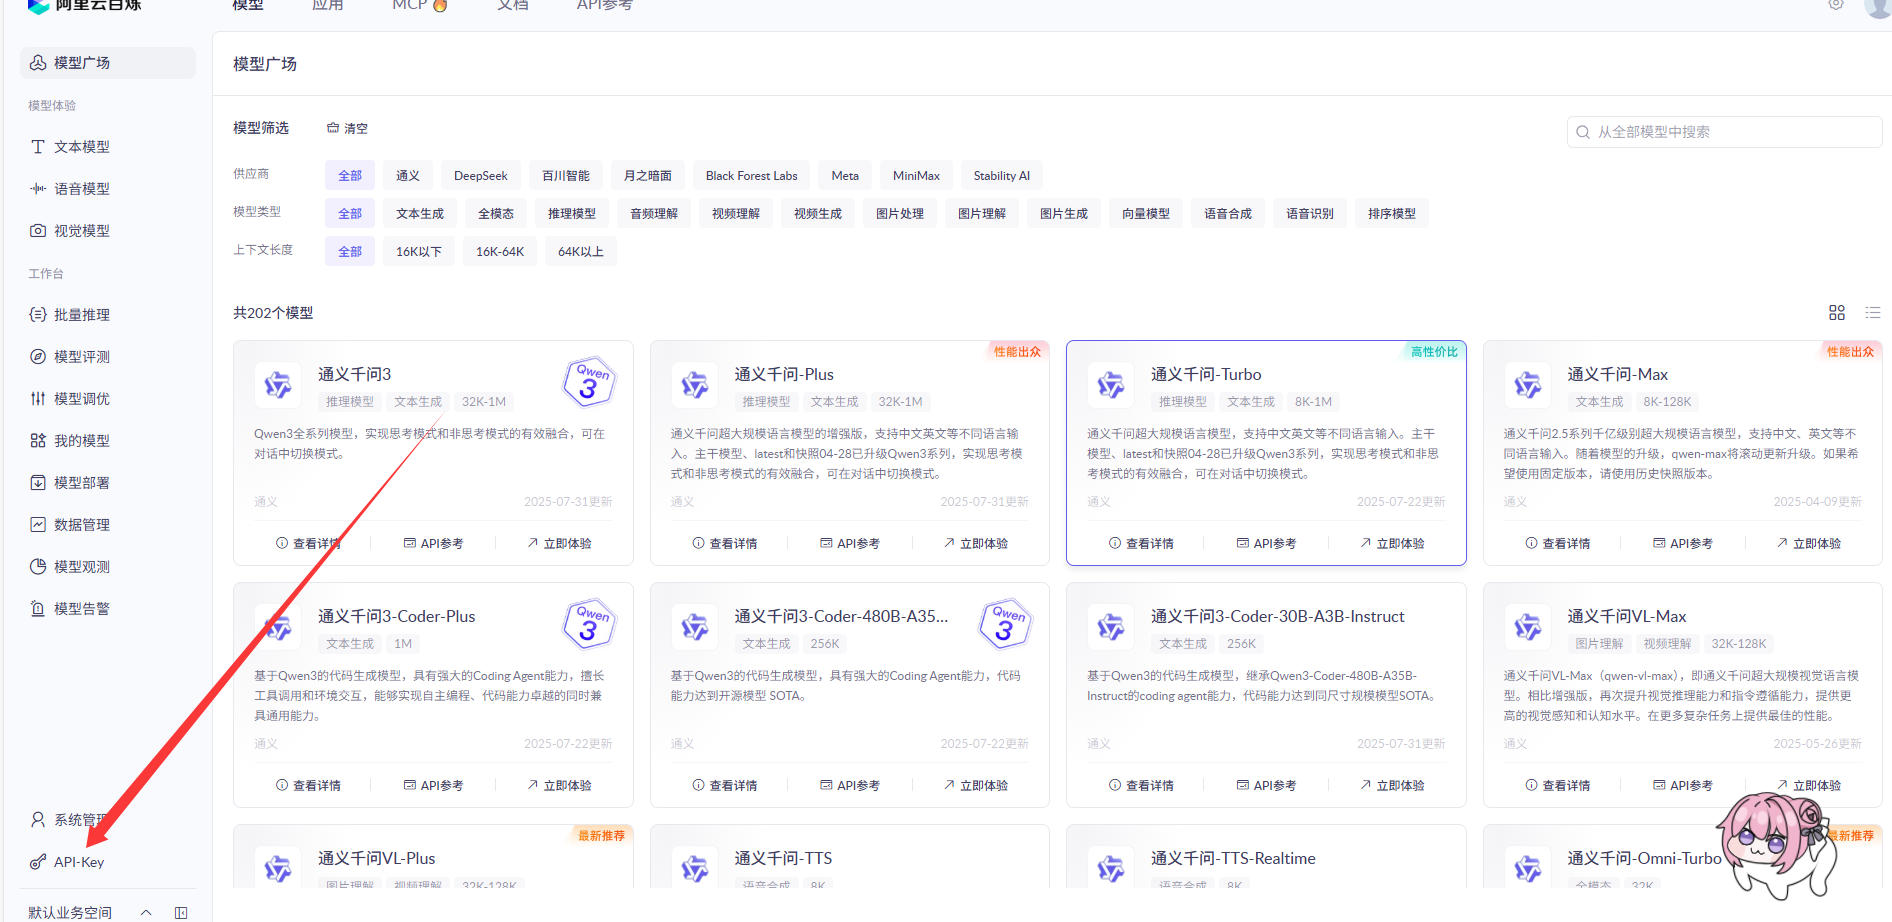 阿里云百炼
模型 应用 MCP 文档 API参考
模型广场
模型体验
文本模型
语音模型
视觉模型
工作台
批量推理
模型评测
模型调优
我的模型
模型部署
数据管理
模型观测
模型告警
系统管理
API-Key
默认业务空间
模型广场
模型筛选 清空
从全部模型中搜索
供应商 全部 通义 DeepSeek 百川智能 月之暗面 Black Forest Labs Meta MiniMax Stability AI
模型类型 全部 文本生成 全模态 推理模型 音频理解 视频理解 视频生成 图片处理 图片理解 图片生成 向量模型 语音合成 语音识别 排序模型
上下文长度 全部 16K以下 16K-64K 64K以上
共202个模型
通义千问3
Qwen
3
推理模型 文本生成 32K-1M
Qwen3全系列模型，实现思考模式和非思考模式的有效融合，可在
对话中切换模式。
通义 2025-07-31更新
查看详情 API参考 立即体验
性能出众
通义千问-Plus
推理模型 文本生成 32K-1M
通义千问超大规模语言模型的增强版，支持中文英文等不同语言输
入。主干模型、latest和快照04-28已升级Qwen3系列，实现思考模
式和非思考模式的有效融合，可在对话中切换模式。
通义 2025-07-31更新
查看详情 API参考 立即体验
高性价比
通义千问-Turbo
推理模型 文本生成 8K-1M
通义千问超大规模语言模型，支持中文英文等不同语言输入。主干
模型、latest和快照04-28已升级Qwen3系列，实现思考模式和非思
考模式的有效融合，可在对话中切换模式。
通义 2025-07-22更新
查看详情 API参考 立即体验
性能出众
通义千问-Max
文本生成 8K-128K
通义千问2.5系列千亿级别超大规模语言模型，支持中文、英文等不
同语言输入。随着模型的升级，qwen-max将滚动更新升级。如果希
望使用固定版本，请使用历史快照版本。
通义 2025-04-09更新
查看详情 API参考 立即体验
通义千问3-Coder-Plus
Qwen
3
文本生成 1M
基于Qwen3的代码生成模型，具有强大的Coding Agent能力，擅长
工具调用和环境交互，能够实现自主编程、代码能力卓越的同时兼
具通用能力。
通义 2025-07-22更新
查看详情 API参考 立即体验
通义千问3-Coder-480B-A35...
Qwen
3
文本生成 256K
基于Qwen3的代码生成模型，具有强大的Coding Agent能力，代码
能力达到开源模型 SOTA。
通义 2025-07-22更新
查看详情 API参考 立即体验
通义千问3-Coder-30B-A3B-Instruct
文本生成 256K
基于Qwen3的代码生成模型，继承Qwen3-Coder-480B-A35B-
Instruct的coding agent能力，代码能力达到同尺寸规模模型SOTA。
通义 2025-07-31更新
查看详情 API参考 立即体验
通义千问VL-Max
图片理解 视频理解 32K-128K
通义千问VL-Max（qwen-vl-max），即通义千问超大规模视觉语言模
型。相比增强版，再次提升视觉推理能力和指令遵循能力，提供更
高的视觉感知和认知水平。在更多复杂任务上提供最佳的性能。
通义 2025-05-26更新
查看详情 API参考 立即体验
最新推荐
通义千问VL-Plus
图片理解 视频理解 32K-128K
通义千问-TTS
语音合成 8K
通义千问-TTS-Realtime
语音合成 8K
最新推荐
通义千问-Omni-Turbo
全模态 32K